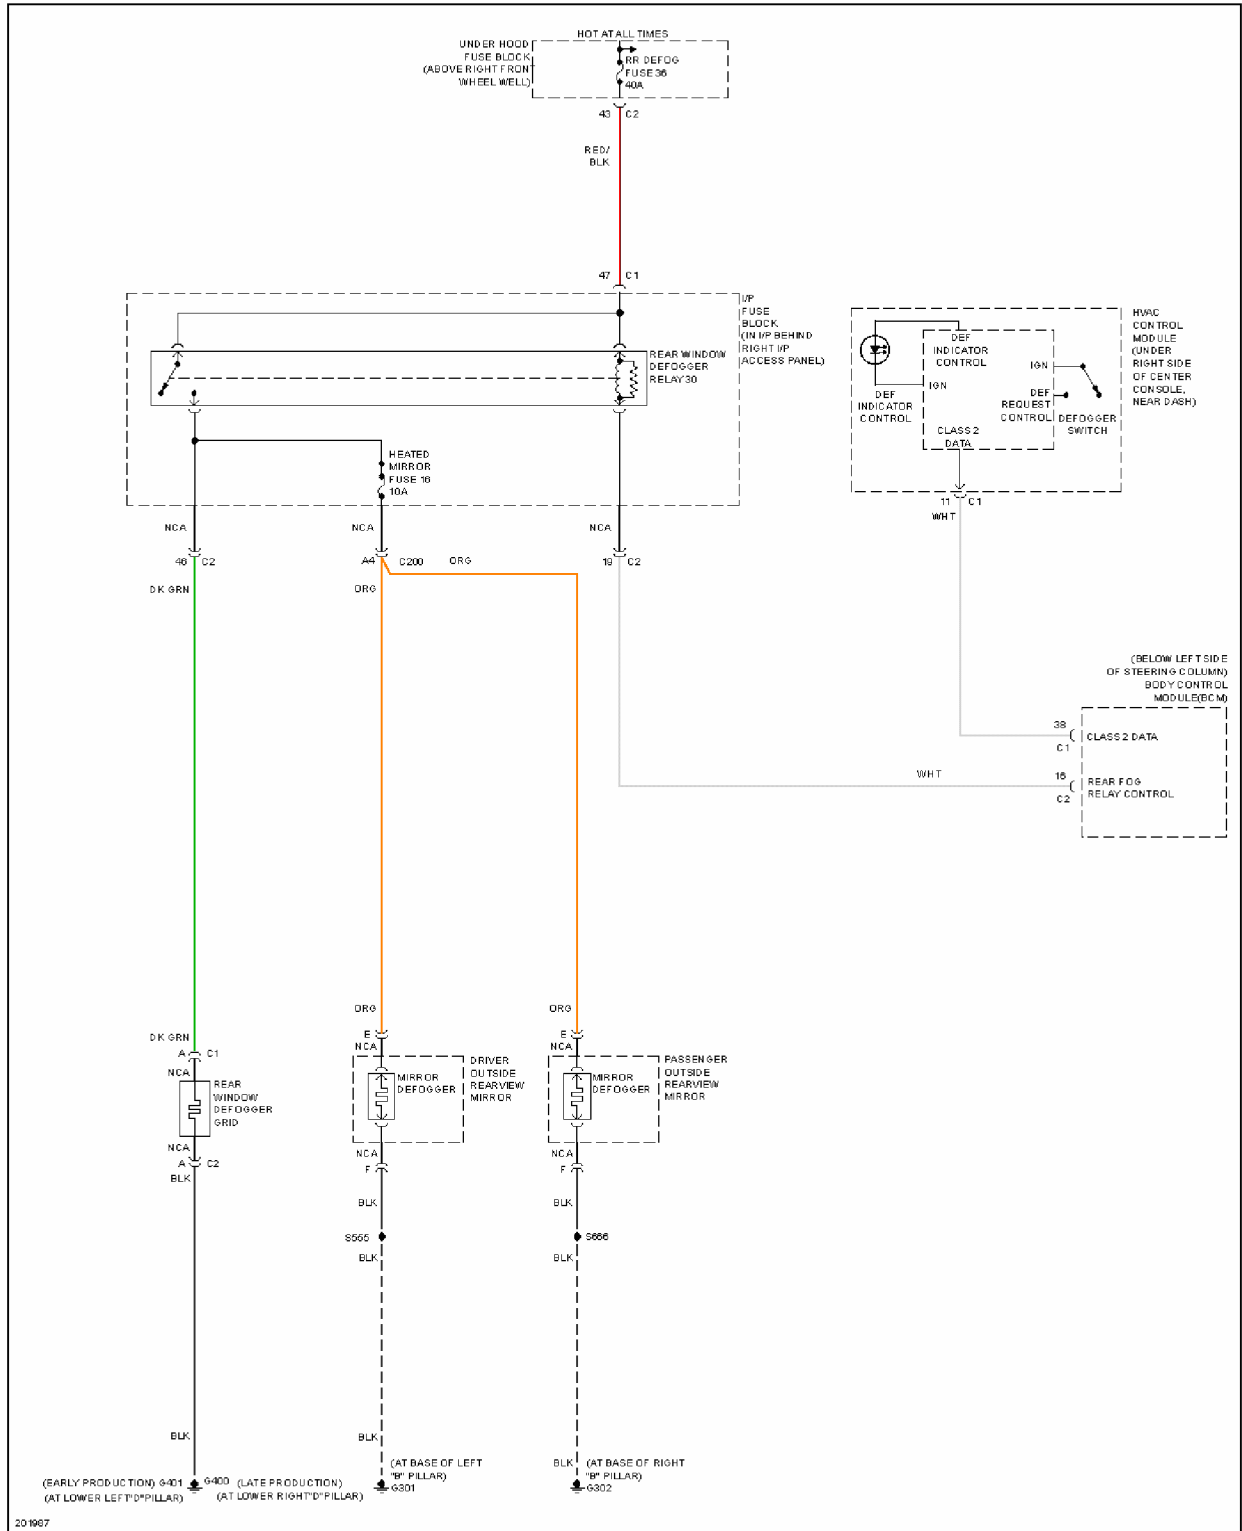 HOT AT ALL TIMES
UNDER HOOD
FUSE BLOCK
(ABOVE RIGHT FRONT
WHEEL WELL)
RR DEFOG
FUSE 36
40A
43 C2
RED/
BLK
47 C1
I/P
FUSE
BLOCK
(IN I/P BEHIND
RIGHT I/P
ACCESS PANEL)
REAR WINDOW
DEFOGGER
RELAY 30
HEATED
MIRROR
FUSE 16
10A
HVAC
CONTROL
MODULE
(UNDER
RIGHT SIDE
OF CENTER
CONSOLE,
NEAR DASH)
DEF
INDICATOR
CONTROL
IGN
IGN
DEF
INDICATOR
CONTROL
DEF
REQUEST
CONTROL
DEFOGGER
SWITCH
CLASS 2
DATA
11 C1
WHT
NCA
NCA
NCA
46 C2
A4 C200
ORG
19 C2
DK GRN
ORG
(BELOW LEFT SIDE
OF STEERING COLUMN)
BODY CONTROL
MODULE(BCM)
38
C1
CLASS 2 DATA
WHT
16
C2
REAR FOG
RELAY CONTROL
ORG
ORG
DK GRN
A C1
E
E
NCA
NCA
NCA
REAR
WINDOW
DEFOGGER
GRID
MIRROR
DEFOGGER
DRIVER
OUTSIDE
REARVIEW
MIRROR
MIRROR
DEFOGGER
PASSENGER
OUTSIDE
REARVIEW
MIRROR
NCA
NCA
NCA
A C2
F
F
BLK
BLK
BLK
S555
S666
BLK
BLK
BLK
BLK
BLK
(EARLY PRODUCTION) G401
(AT LOWER LEFT"D"PILLAR)
G400 (LATE PRODUCTION)
(AT LOWER RIGHT"D"PILLAR)
(AT BASE OF LEFT
"B" PILLAR)
G301
(AT BASE OF RIGHT
"B" PILLAR)
G302
201987